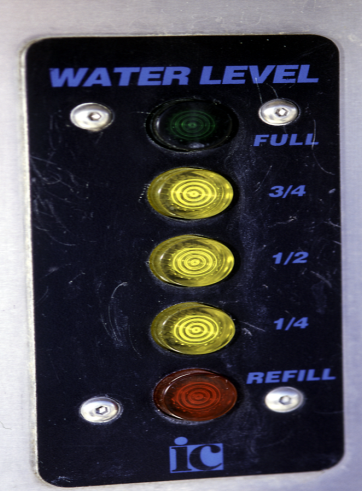 WATER LEVEL
FULL
3/4
1/2
1/4
REFILL
ic